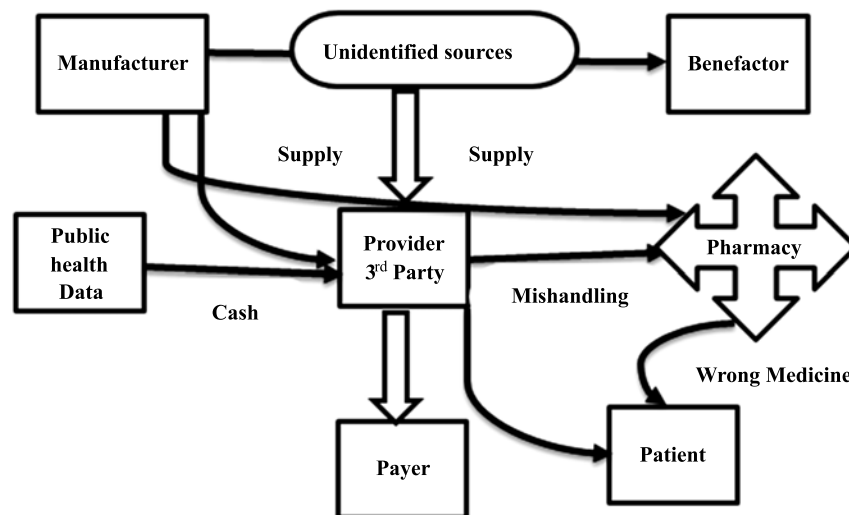 Manufacturer
Unidentified sources
Benefactor
Supply
Supply
Public
health
Data
Provider
3rd Party
Pharmacy
Cash
Mishandling
Wrong Medicine
Payer
Patient